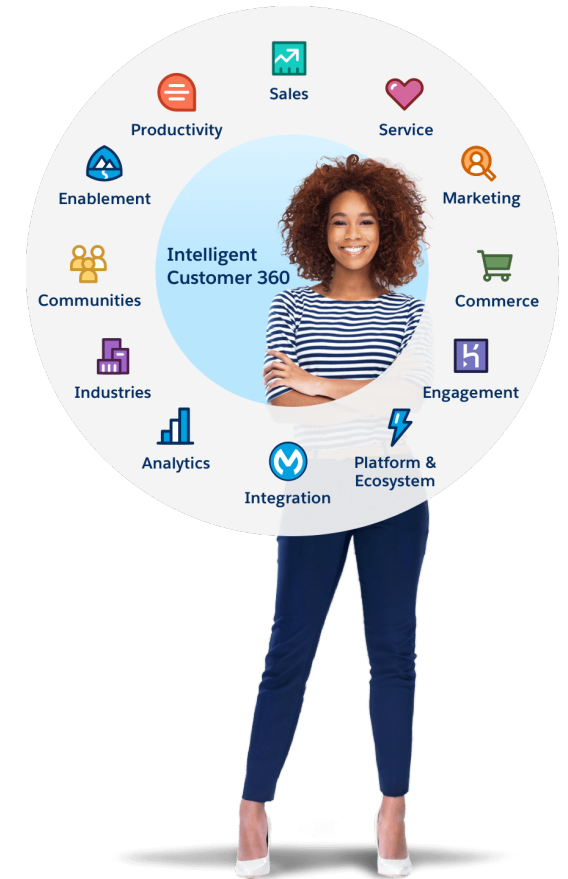 Sales
Service
Marketing
Commerce
Engagement
Platform &
Ecosystem
Integration
Analytics
Industries
Communities
Enablement
Productivity
Intelligent
Customer 360